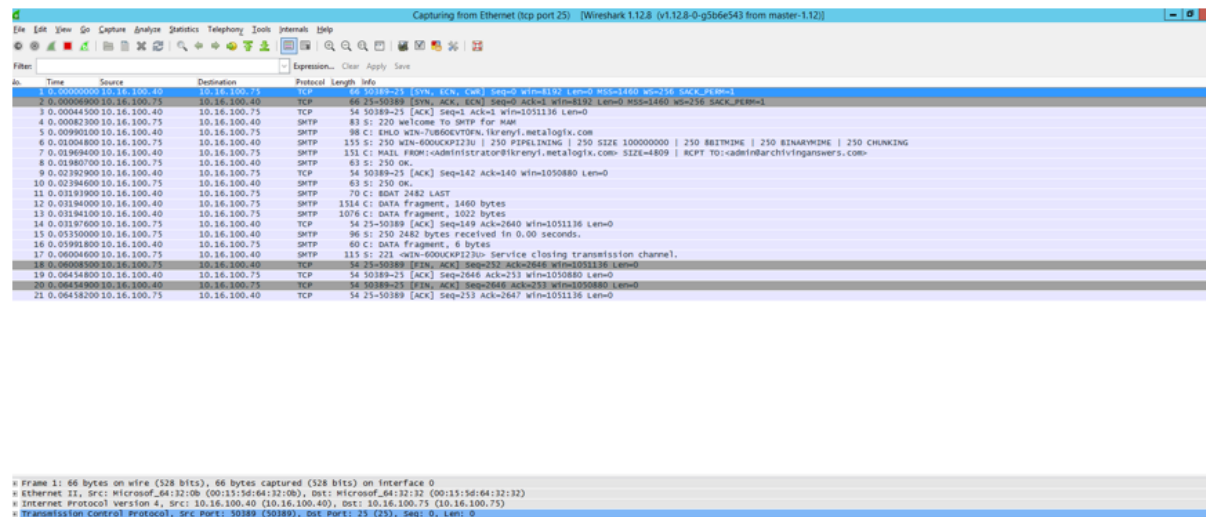 Capturing from Ethernet (tcp port 25) [Wireshark 1.12.8 (v1.12.8-0-g5b6e543 from master-1.12)]
File Edit View Go Capture Analyze Statistics Telephony Tools Internals Help
Filter: Expression... Clear Apply Save
No. Time Source Destination Protocol Length Info
1 0.00000000 10.16.100.40 10.16.100.75 TCP 66 50389→25 [SYN, ECN, CWR] Seq=0 Win=8192 Len=0 MSS=1460 WS=256 SACK_PERM=1
2 0.00006900 10.16.100.75 10.16.100.40 TCP 66 25→50389 [SYN, ACK, ECN] Seq=0 Ack=1 Win=8192 Len=0 MSS=1460 WS=256 SACK_PERM=1
3 0.00044500 10.16.100.40 10.16.100.75 TCP 54 50389→25 [ACK] Seq=1 Ack=1 Win=1051136 Len=0
4 0.00082300 10.16.100.75 10.16.100.40 SMTP 83 S: 220 Welcome To SMTP for MAM
5 0.00990100 10.16.100.40 10.16.100.75 SMTP 98 C: EHLO WIN-7UB6OEVTOFN.ikrenyi.metalogix.com
6 0.01004800 10.16.100.75 10.16.100.40 SMTP 155 S: 250 WIN-60OUCKPI23U | 250 PIPELINING | 250 SIZE 100000000 | 250 8BITMIME | 250 BINARYMIME | 250 CHUNKING
7 0.01969400 10.16.100.40 10.16.100.75 SMTP 151 C: MAIL FROM:<Administrator@ikrenyi.metalogix.com> SIZE=4809 | RCPT TO:<admin@archivinganswers.com>
8 0.01980700 10.16.100.75 10.16.100.40 SMTP 63 S: 250 OK.
9 0.02392900 10.16.100.40 10.16.100.75 TCP 54 50389→25 [ACK] Seq=142 Ack=140 Win=1050880 Len=0
10 0.02394600 10.16.100.75 10.16.100.40 SMTP 63 S: 250 OK.
11 0.03193900 10.16.100.40 10.16.100.75 SMTP 70 C: BDAT 2482 LAST
12 0.03194000 10.16.100.40 10.16.100.75 SMTP 1514 C: DATA fragment, 1460 bytes
13 0.03194100 10.16.100.40 10.16.100.75 SMTP 1076 C: DATA fragment, 1022 bytes
14 0.03197600 10.16.100.75 10.16.100.40 TCP 54 25→50389 [ACK] Seq=149 Ack=2640 Win=1051136 Len=0
15 0.05350000 10.16.100.75 10.16.100.40 SMTP 96 S: 250 2482 bytes received in 0.00 seconds.
16 0.05991800 10.16.100.40 10.16.100.75 SMTP 60 C: DATA fragment, 6 bytes
17 0.06004600 10.16.100.75 10.16.100.40 SMTP 115 S: 221 <WIN-60OUCKPI23U> Service closing transmission channel.
18 0.06008500 10.16.100.75 10.16.100.40 TCP 54 25→50389 [FIN, ACK] Seq=252 Ack=2646 Win=1051136 Len=0
19 0.06454800 10.16.100.40 10.16.100.75 TCP 54 50389→25 [ACK] Seq=2646 Ack=253 Win=1050880 Len=0
20 0.06454900 10.16.100.40 10.16.100.75 TCP 54 50389→25 [FIN, ACK] Seq=2646 Ack=253 Win=1050880 Len=0
21 0.06458200 10.16.100.75 10.16.100.40 TCP 54 25→50389 [ACK] Seq=253 Ack=2647 Win=1051136 Len=0
Frame 1: 66 bytes on wire (528 bits), 66 bytes captured (528 bits) on interface 0
Ethernet II, Src: Microsof_64:32:0b (00:15:5d:64:32:0b), Dst: Microsof_64:32:32 (00:15:5d:64:32:32)
Internet Protocol Version 4, Src: 10.16.100.40 (10.16.100.40), Dst: 10.16.100.75 (10.16.100.75)
Transmission Control Protocol, Src Port: 50389 (50389), Dst Port: 25 (25), Seq: 0, Len: 0